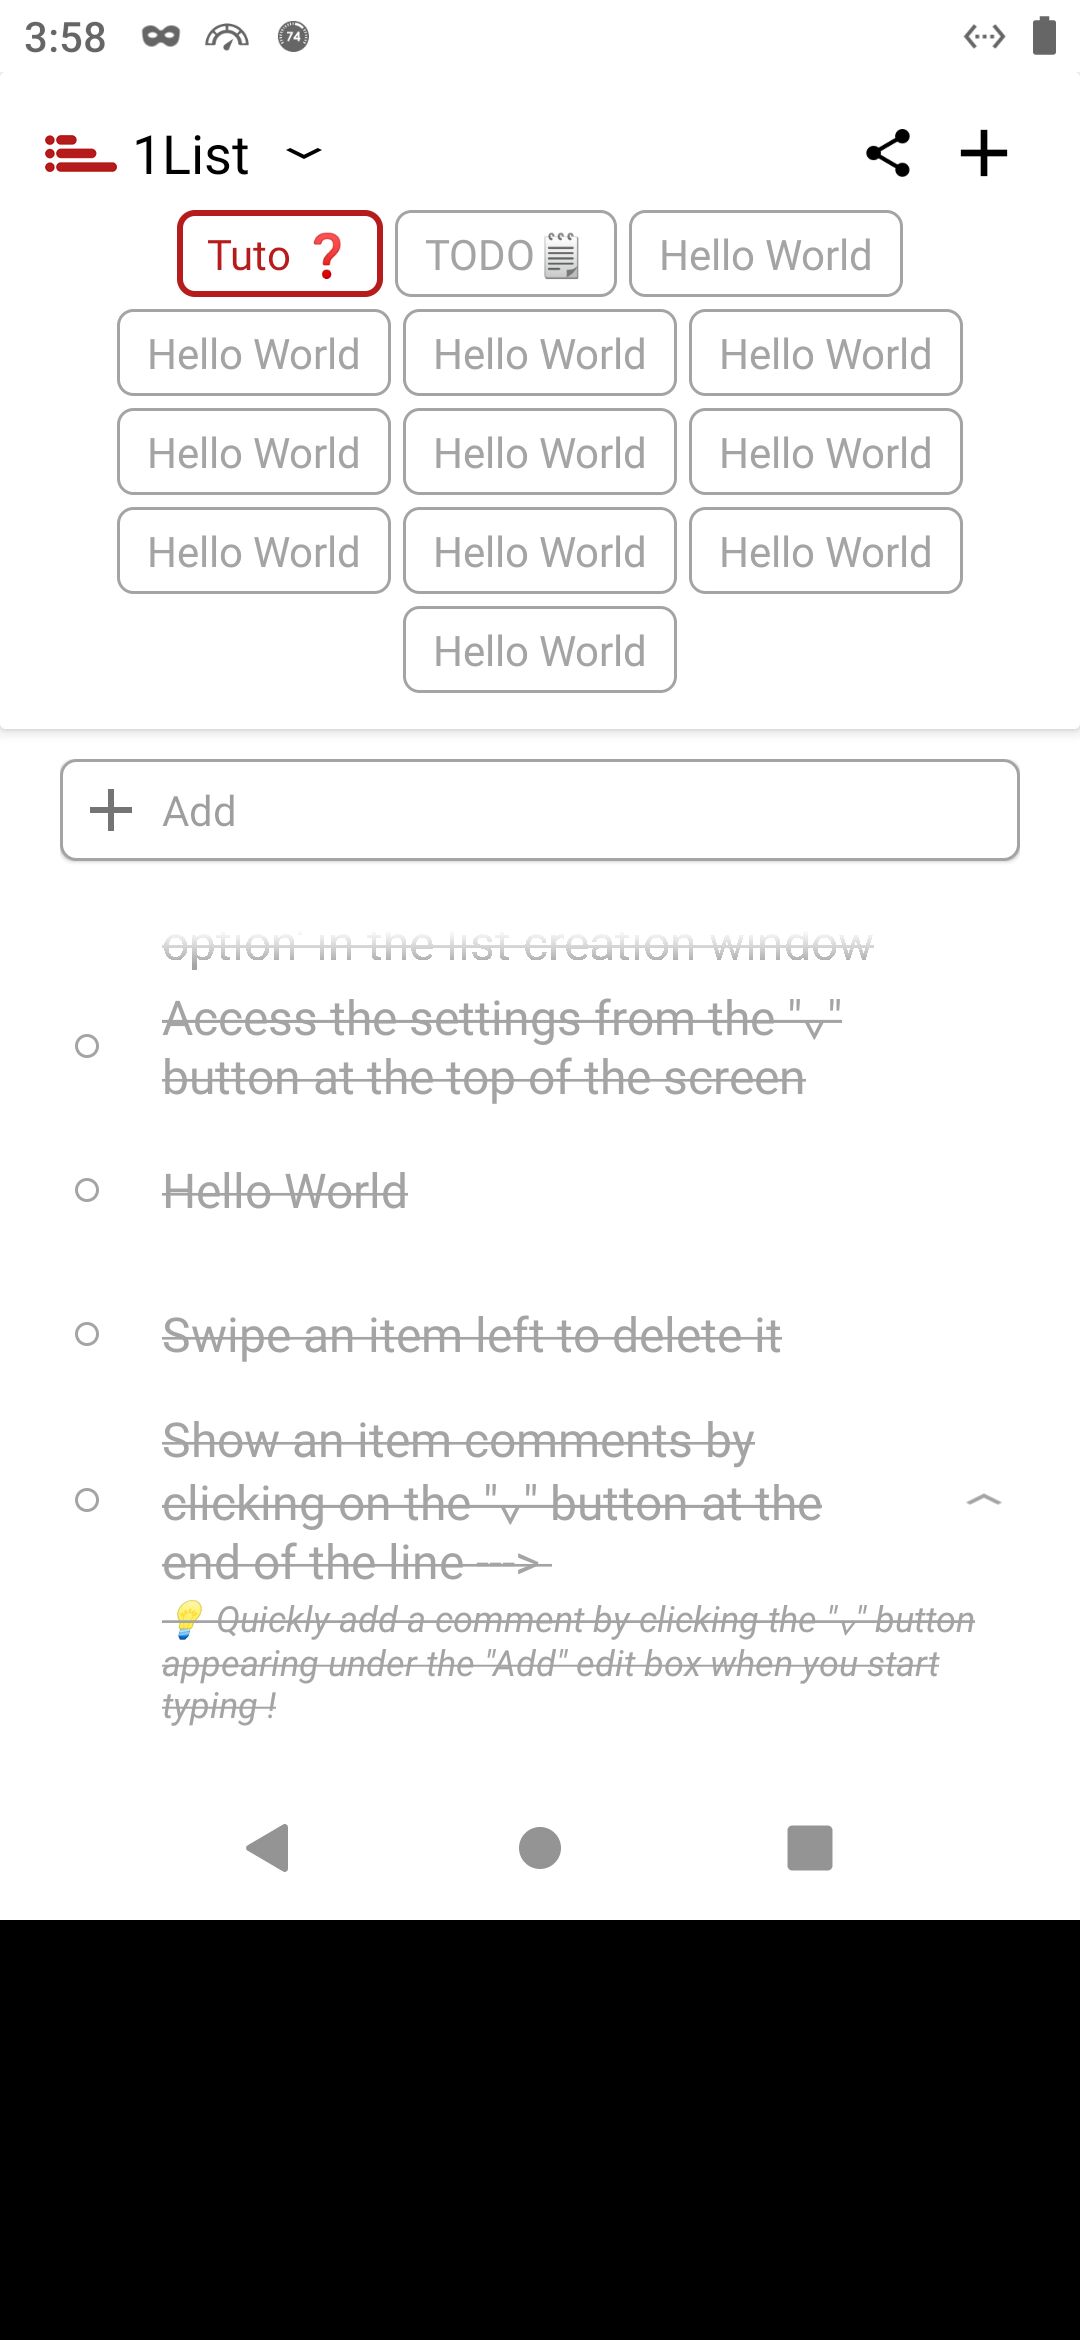 3:58
74
1List
Tuto ❓
TODO🗒
Hello World
Hello World
Hello World
Hello World
Hello World
Hello World
Hello World
Hello World
Hello World
Hello World
Hello World
Add
option" in the list creation window
Access the settings from the "⌄"
button at the top of the screen
Hello World
Swipe an item left to delete it
Show an item comments by
clicking on the "⌄" button at the
end of the line --->
💡 Quickly add a comment by clicking the "⌄" button
appearing under the "Add" edit box when you start
typing !